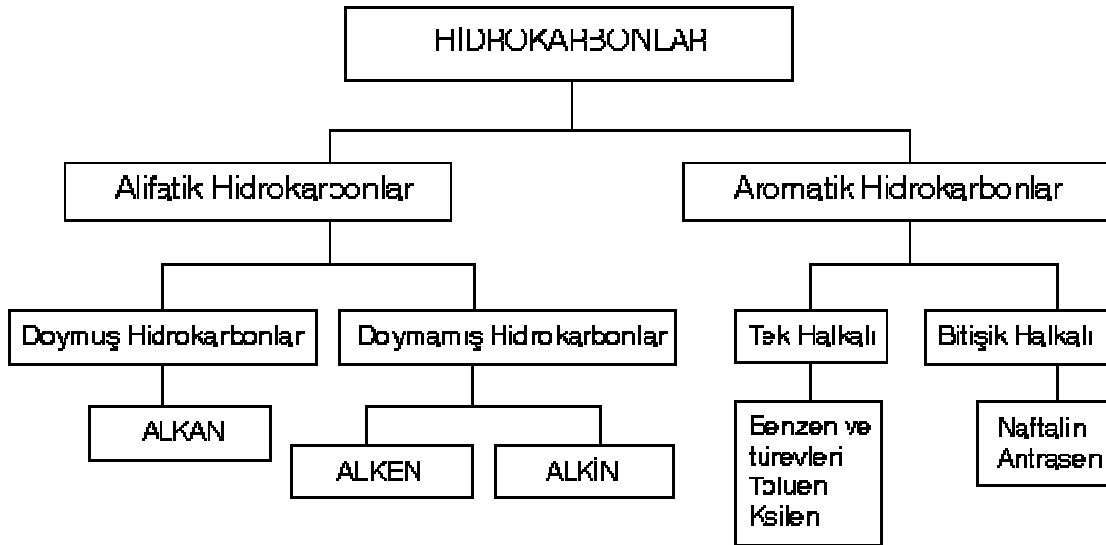 HİDROKARBONLAR
Alifatik Hidrokarbonlar
Aromatik Hidrokarbonlar
Doymuş Hidrokarbonlar
Doymamış Hidrokarbonlar
Tek Halkalı
Bitişik Halkalı
ALKAN
ALKEN
ALKİN
Benzen ve
türevleri
Toluen
Ksilen
Naftalin
Antrasen